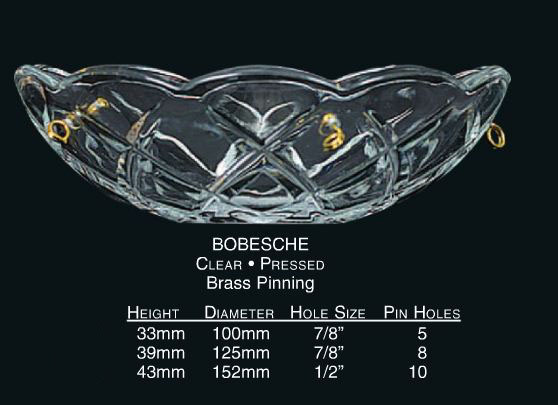 BOBESCHE
CLEAR • PRESSED
Brass Pinning
HEIGHT DIAMETER HOLE SIZE PIN HOLES
33mm 100mm 7/8” 5
39mm 125mm 7/8” 8
43mm 152mm 1/2” 10